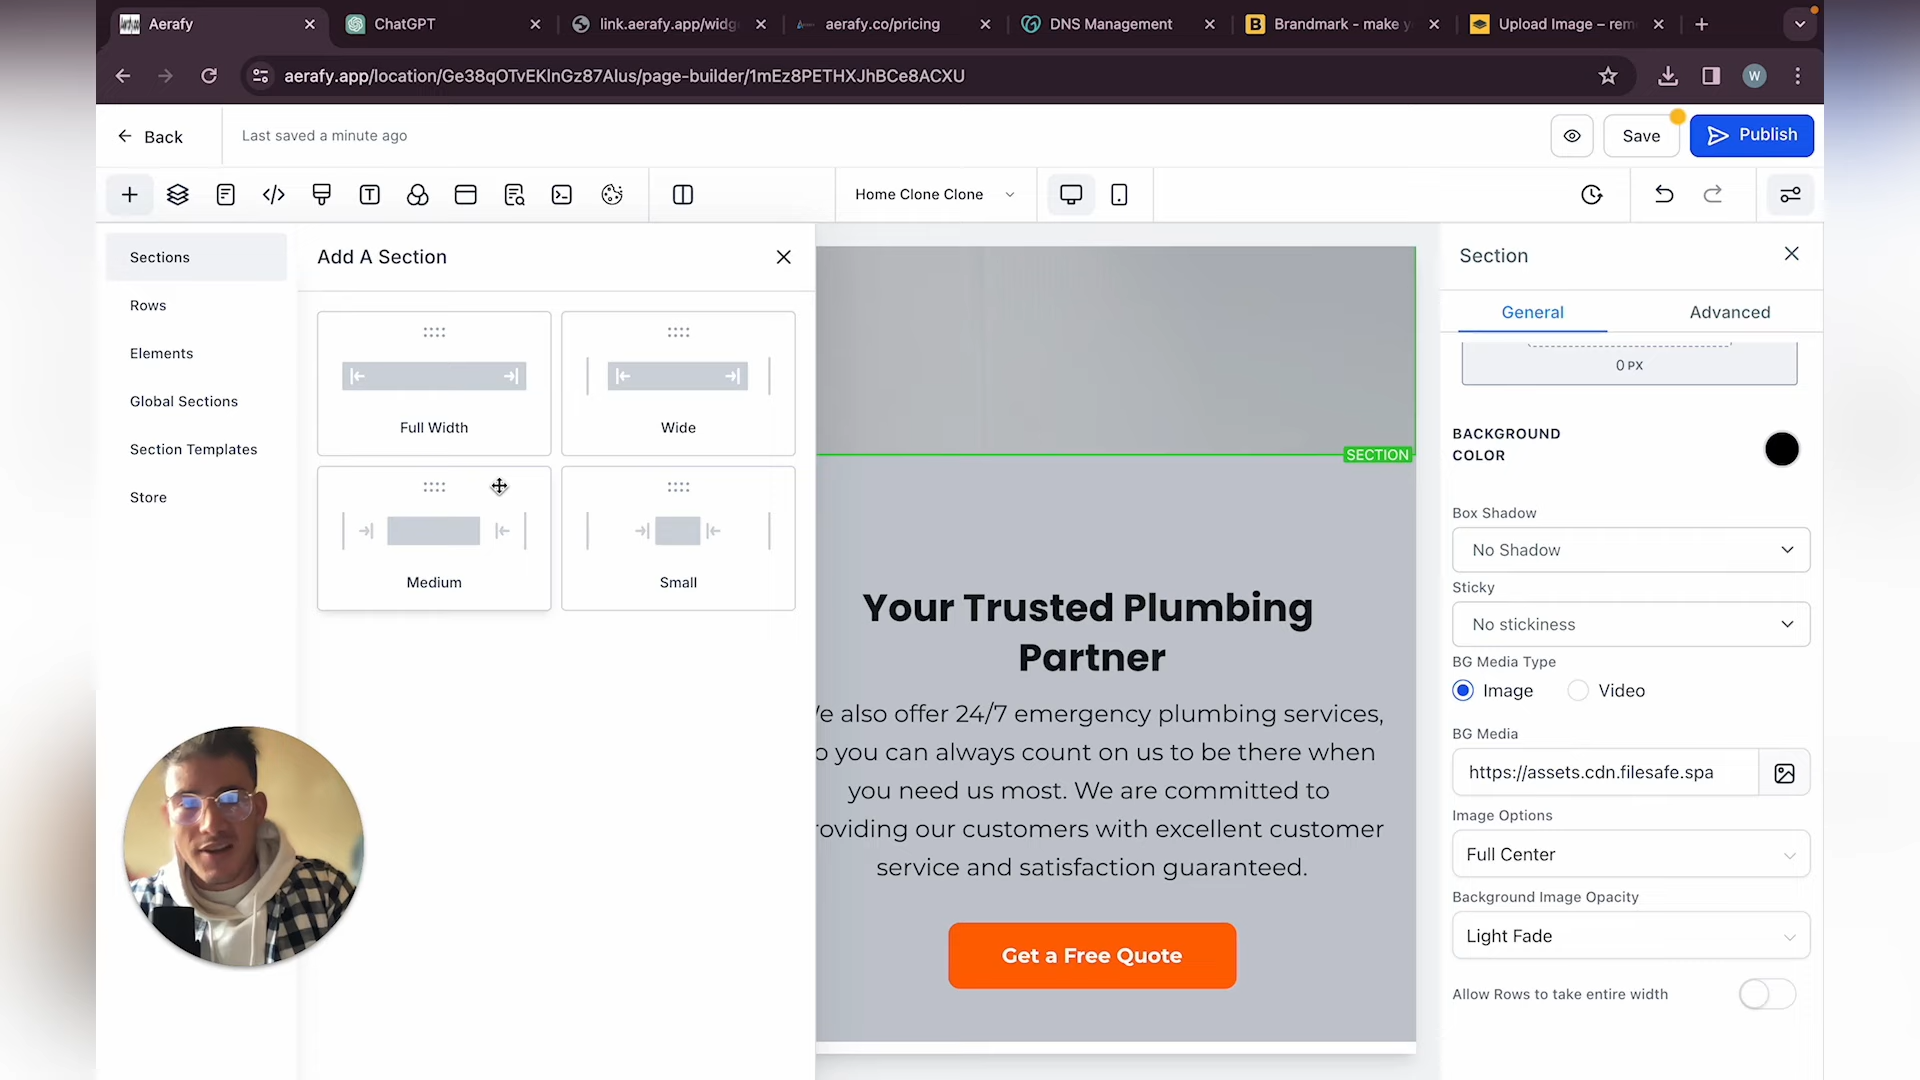 Aerafy
ChatGPT
link.aerafy.app/widg
aerafy.co/pricing
DNS Management
B
Brandmark - make y
Upload Image – rem
aerafy.app/location/Ge38qOTvEKlnGz87Alus/page-builder/1mEz8PETHXJhBCe8ACXU
W
Back
Last saved a minute ago
Save
Publish
Home Clone Clone
Sections
Rows
Elements
Global Sections
Section Templates
Store
Add A Section
Full Width
Wide
Medium
Small
SECTION
Your Trusted Plumbing
Partner
e also offer 24/7 emergency plumbing services,
you can always count on us to be there when
you need us most. We are committed to
roviding our customers with excellent customer
service and satisfaction guaranteed.
Get a Free Quote
Section
General
Advanced
0 PX
BACKGROUND
COLOR
Box Shadow
No Shadow
Sticky
No stickiness
BG Media Type
Image
Video
BG Media
https://assets.cdn.filesafe.spa
Image Options
Full Center
Background Image Opacity
Light Fade
Allow Rows to take entire width